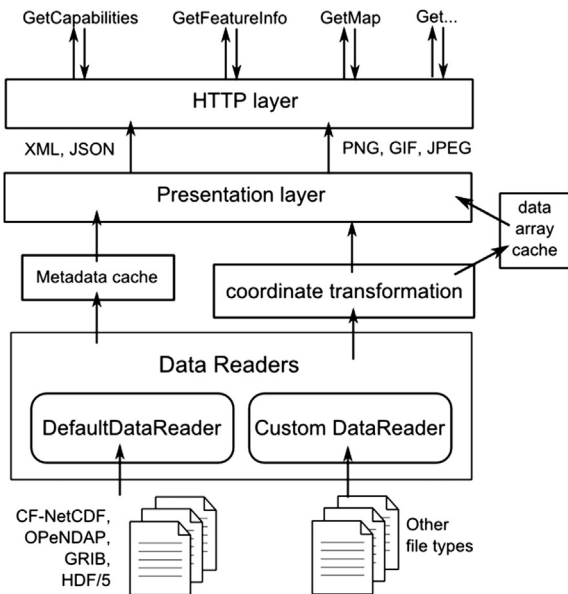 GetCapabilities GetFeatureInfo GetMap Get...
HTTP layer
XML, JSON
PNG, GIF, JPEG
Presentation layer
data
array
cache
Metadata cache
coordinate transformation
Data Readers
DefaultDataReader
Custom DataReader
CF-NetCDF,
OPeNDAP,
GRIB,
HDF/5
Other
file types